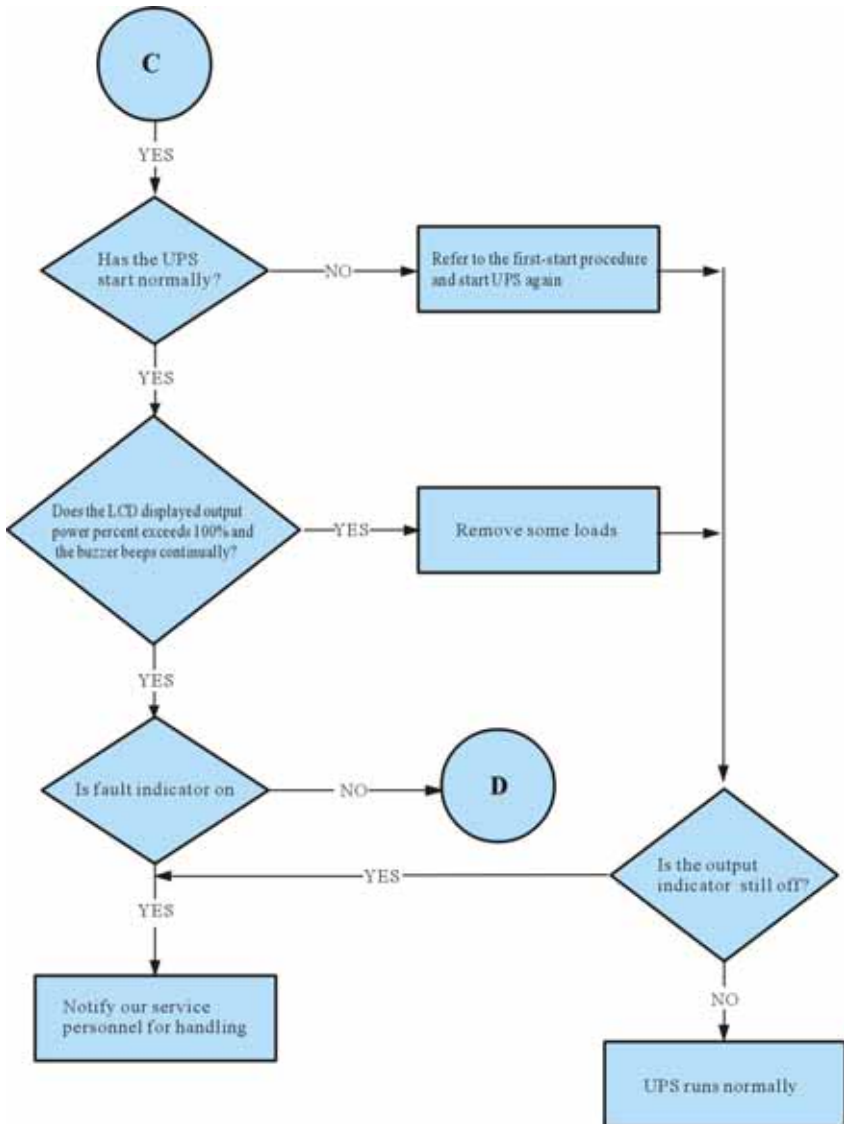 C
YES
Has the UPS
start normally?
NO
Refer to the first-start procedure
and start UPS again
YES
Does the LCD displayed output
power percent exceeds 100% and
the buzzer beeps continually?
YES
Remove some loads
YES
Is fault indicator on
NO
D
Is the output
indicator still off?
YES
YES
Notify our service
personnel for handling
NO
UPS runs normally